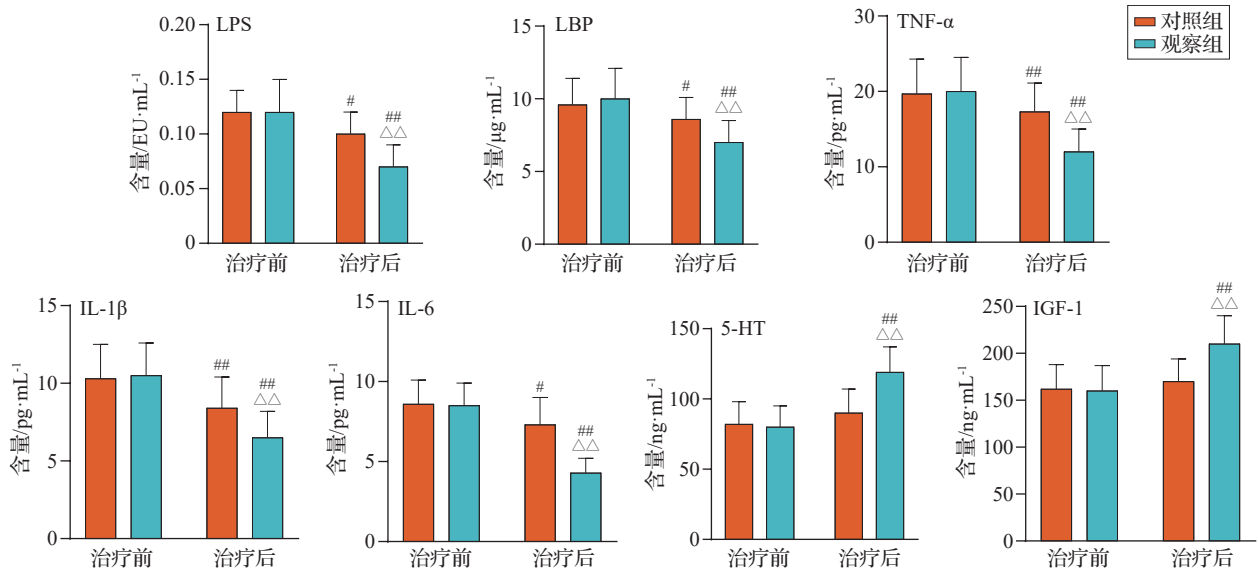 LPS
0.20
0.15
0.10
0.05
0
含量/EU·mL⁻¹
#
##
△△
治疗前
治疗后
LBP
15
10
5
0
含量/μg·mL⁻¹
#
##
△△
治疗前
治疗后
TNF-α
30
20
10
0
含量/pg·mL⁻¹
##
##
△△
治疗前
治疗后
对照组
观察组
IL-1β
15
10
5
0
含量/pg·mL⁻¹
##
##
△△
治疗前
治疗后
IL-6
15
10
5
0
含量/pg·mL⁻¹
#
##
△△
治疗前
治疗后
5-HT
150
100
50
0
含量/ng·mL⁻¹
##
△△
治疗前
治疗后
IGF-1
250
200
150
100
50
0
含量/ng·mL⁻¹
##
△△
治疗前
治疗后